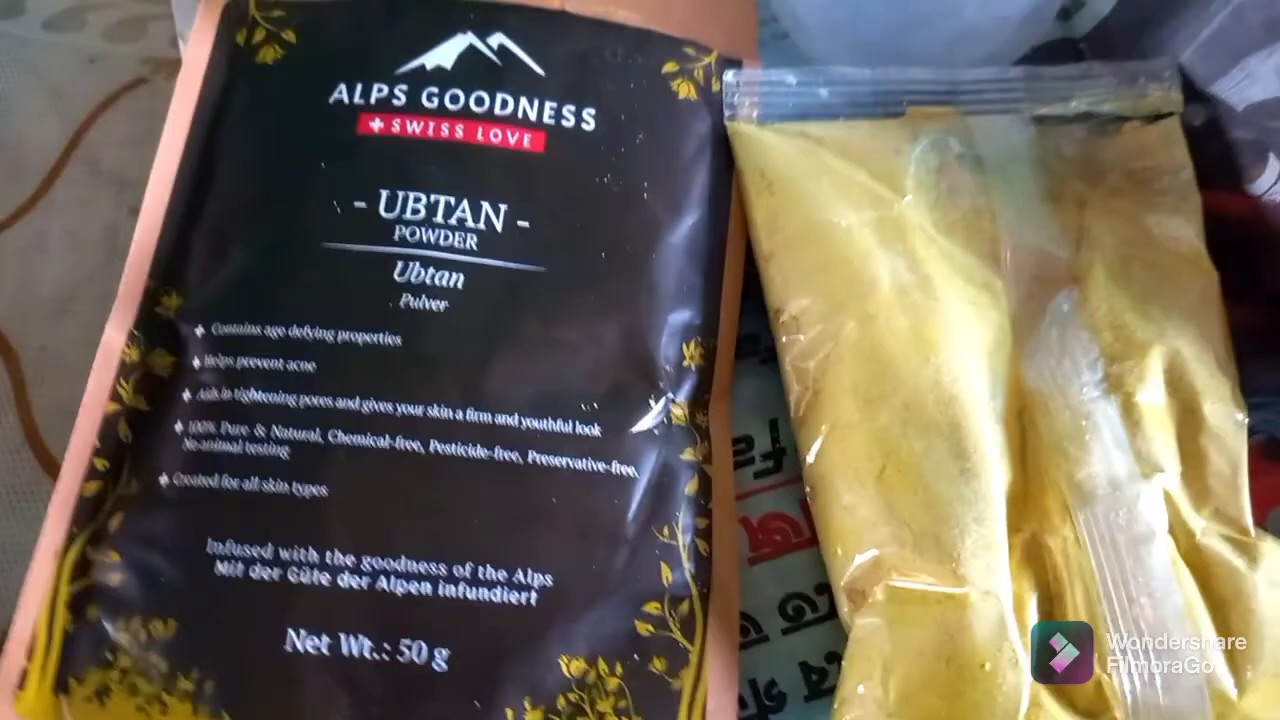 ALPS GOODNESS
SWISS LOVE
- UBTAN -
POWDER
Ubtan
Pulver
Contains age defying properties
Helps prevent acne
Aids in tightening pores and gives your skin a firm and youthful look
100% Pure & Natural, Chemical-free, Pesticide-free, Preservative-free,
No animal testing
Created for all skin types
Infused with the goodness of the Alps
Mit der Güte der Alpen infundiert
Net Wt.: 50 g
Wondershare
FilmoraGo